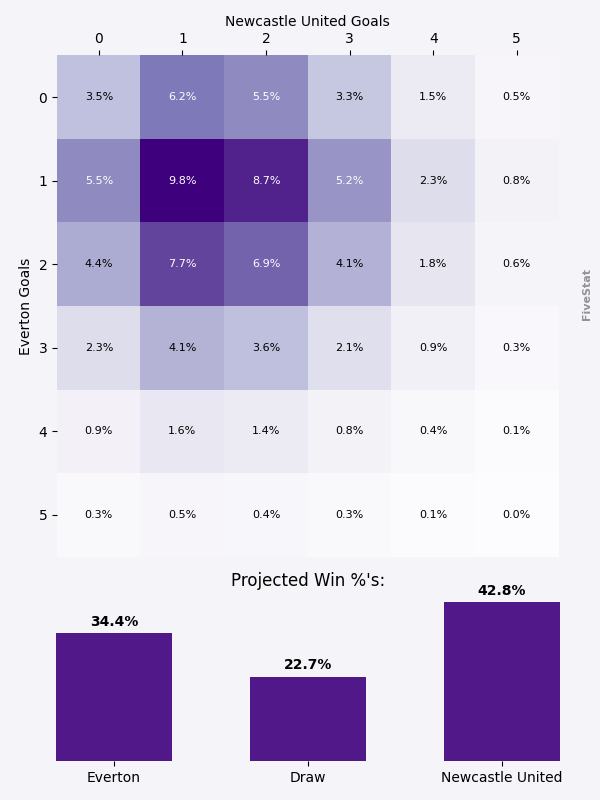 Newcastle United Goals
0 1 2 3 4 5
0 3.5% 6.2% 5.5% 3.3% 1.5% 0.5%
1 5.5% 9.8% 8.7% 5.2% 2.3% 0.8%
2 4.4% 7.7% 6.9% 4.1% 1.8% 0.6%
3 2.3% 4.1% 3.6% 2.1% 0.9% 0.3%
4 0.9% 1.6% 1.4% 0.8% 0.4% 0.1%
5 0.3% 0.5% 0.4% 0.3% 0.1% 0.0%
Everton Goals
FiveStat
Projected Win %'s:
34.4% 22.7% 42.8%
Everton Draw Newcastle United